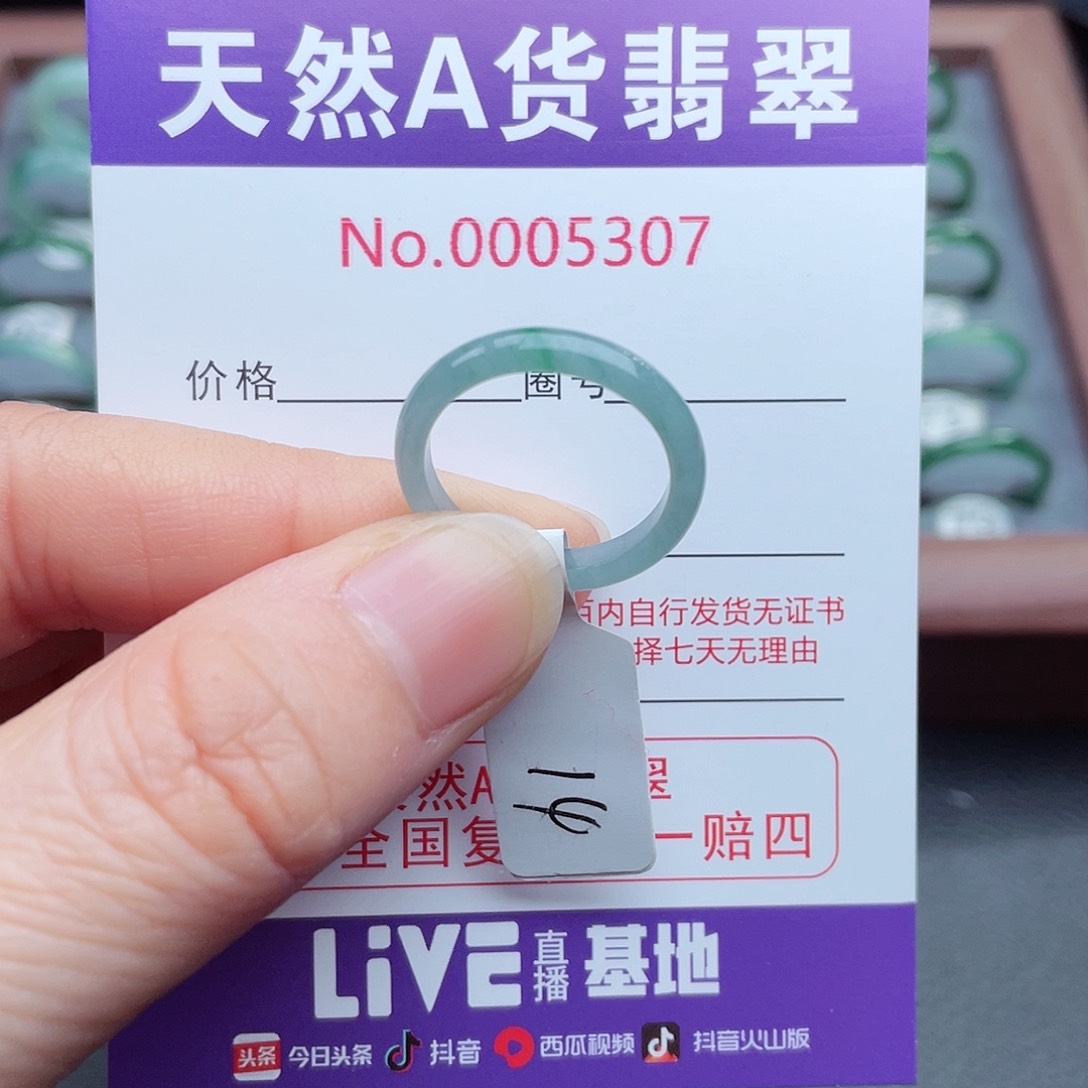 天然A货翡翠
No.0005307
价格 圈号
内自行发货无证书
择七天无理由
然A 翠
全国复 一赔四
16
LiVE直播基地
头条 今日头条 抖音 西瓜视频 抖音火山版